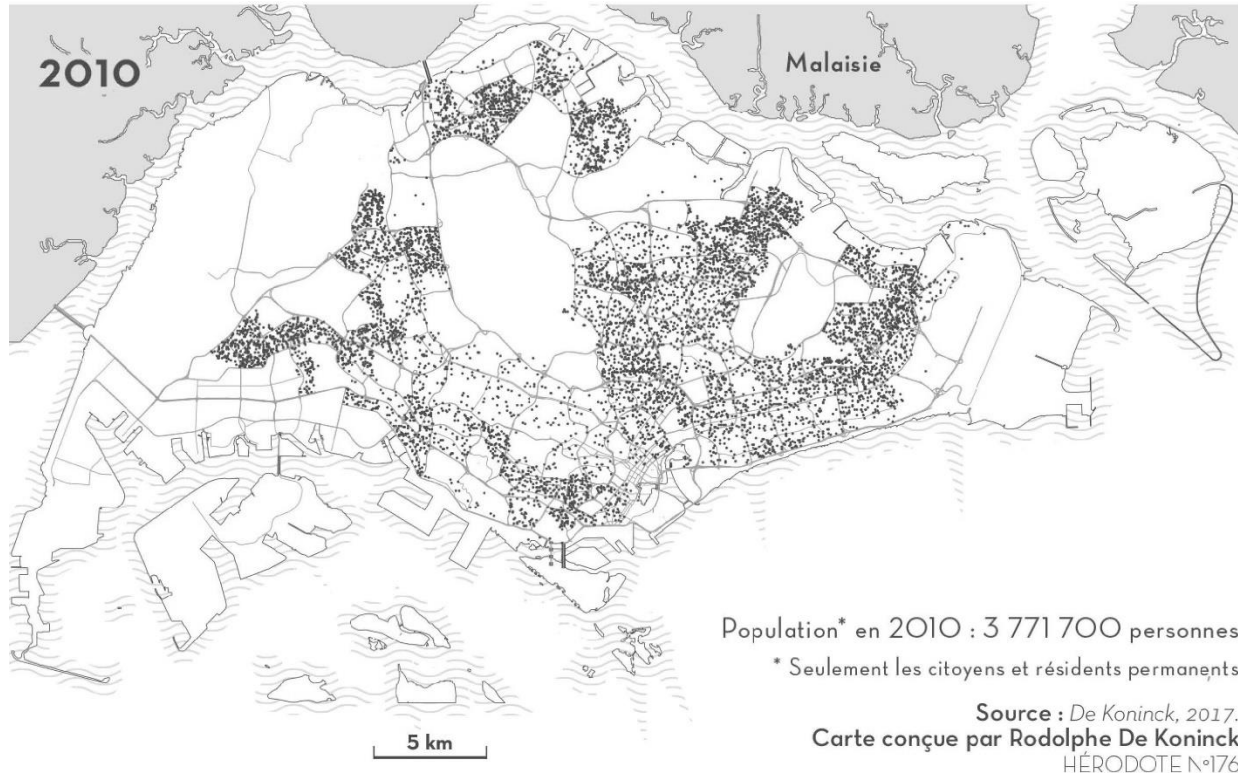 2010
Malaisie
Population* en 2010 : 3 771 700 personnes
* Seulement les citoyens et résidents permanents
5 km
Source : De Koninck, 2017.
Carte conçue par Rodolphe De Koninck
HÉRODOTE N°176